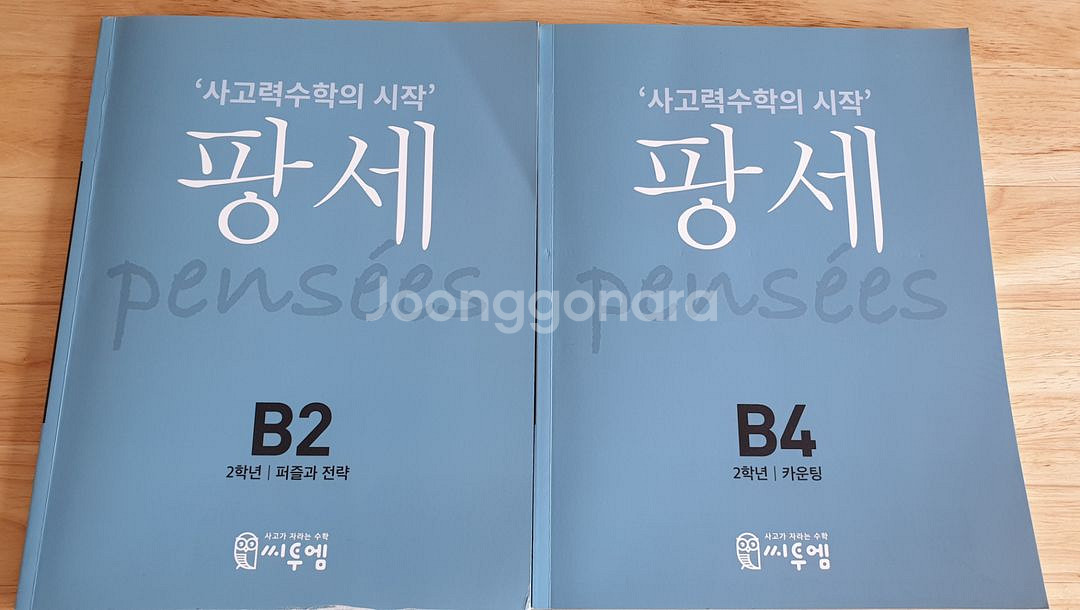 ‘사고력수학의 시작’
팡세
pensées
B2
2학년 | 퍼즐과 전략
사고가 자라는 수학
씨투엠
‘사고력수학의 시작’
팡세
pensées
B4
2학년 | 카운팅
사고가 자라는 수학
씨투엠
Joonggonara